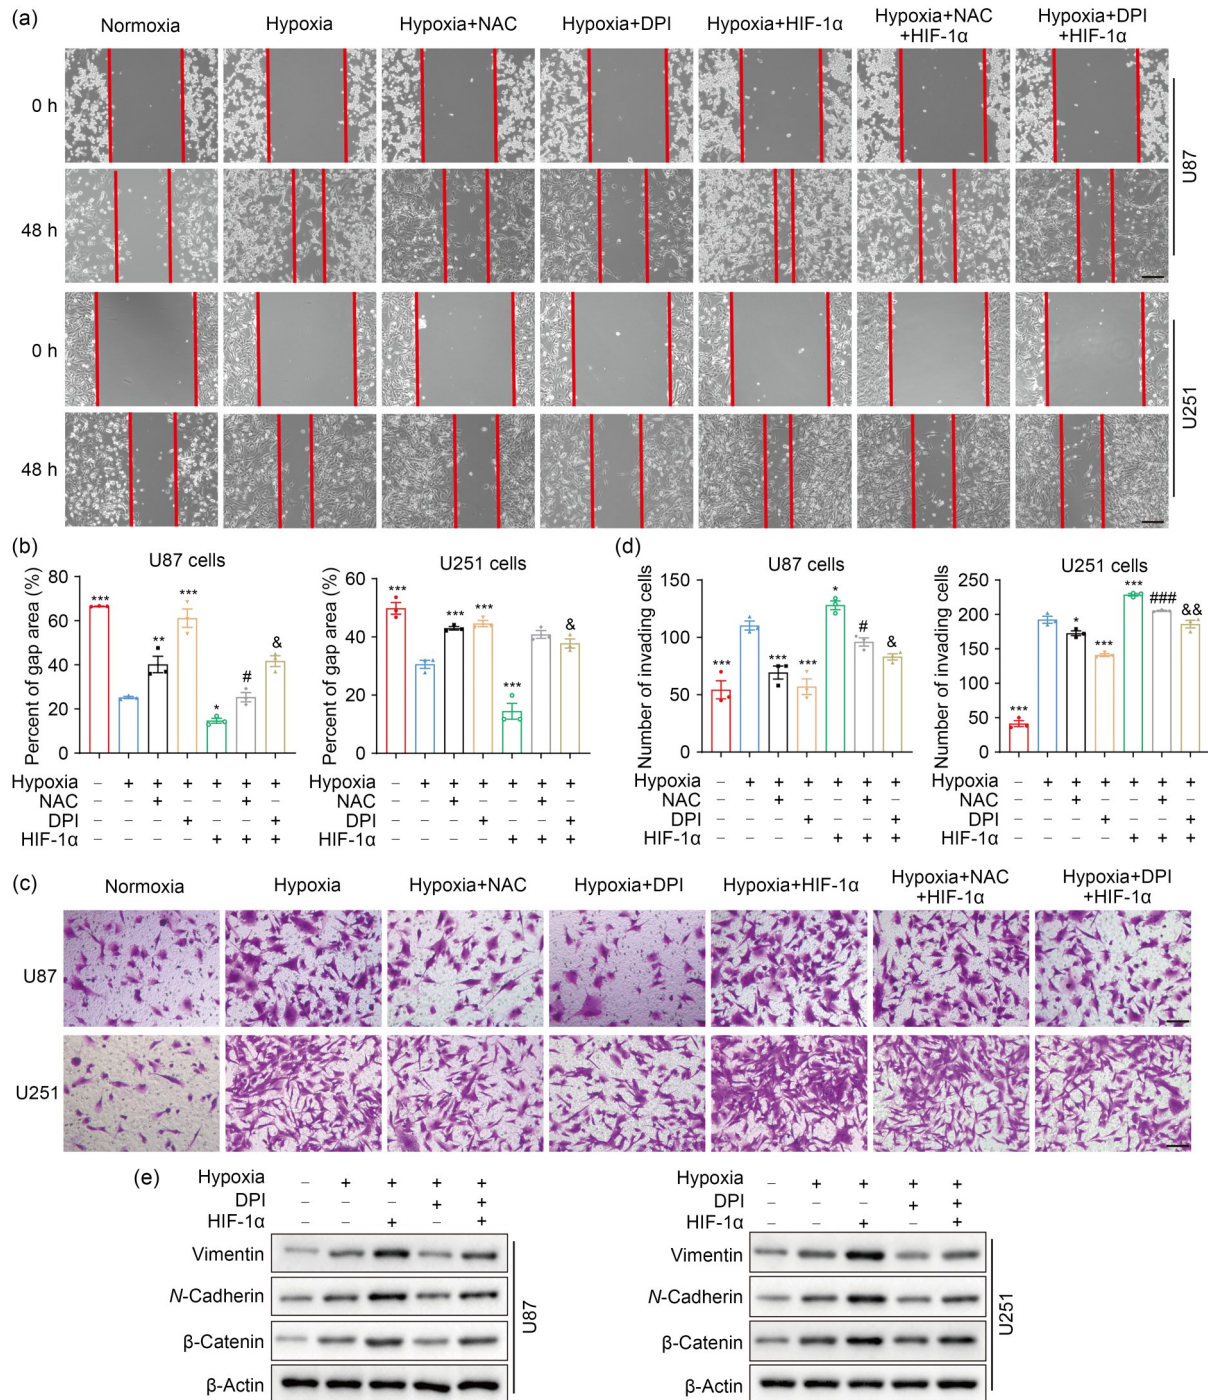 (a)
Normoxia Hypoxia Hypoxia+NAC Hypoxia+DPI Hypoxia+HIF-1α Hypoxia+NAC +HIF-1α Hypoxia+DPI +HIF-1α
0 h
48 h
U87
0 h
48 h
U251
(b)
U87 cells
Percent of gap area (%)
80
60
40
20
0
*** ** *** * # &
Hypoxia − + + + + + +
NAC − − + − − + −
DPI − − − + − − +
HIF-1α − − − − + + +
U251 cells
Percent of gap area (%)
60
40
20
0
*** *** *** *** &
Hypoxia − + + + + + +
NAC − − + − − + −
DPI − − − + − − +
HIF-1α − − − − + + +
(d)
U87 cells
Number of invading cells
150
100
50
0
*** *** *** * # &
Hypoxia − + + + + + +
NAC − − + − − + −
DPI − − − + − − +
HIF-1α − − − − + + +
U251 cells
Number of invading cells
250
200
150
100
50
0
*** * *** *** ### &&
Hypoxia − + + + + + +
NAC − − + − − + −
DPI − − − + − − +
HIF-1α − − − − + + +
(c)
Normoxia Hypoxia Hypoxia+NAC Hypoxia+DPI Hypoxia+HIF-1α Hypoxia+NAC +HIF-1α Hypoxia+DPI +HIF-1α
U87
U251
(e)
Hypoxia − + + + +
DPI − − − + +
HIF-1α − − + − +
Vimentin
N-Cadherin
β-Catenin
β-Actin
U87
Hypoxia − + + + +
DPI − − − + +
HIF-1α − − + − +
Vimentin
N-Cadherin
β-Catenin
β-Actin
U251